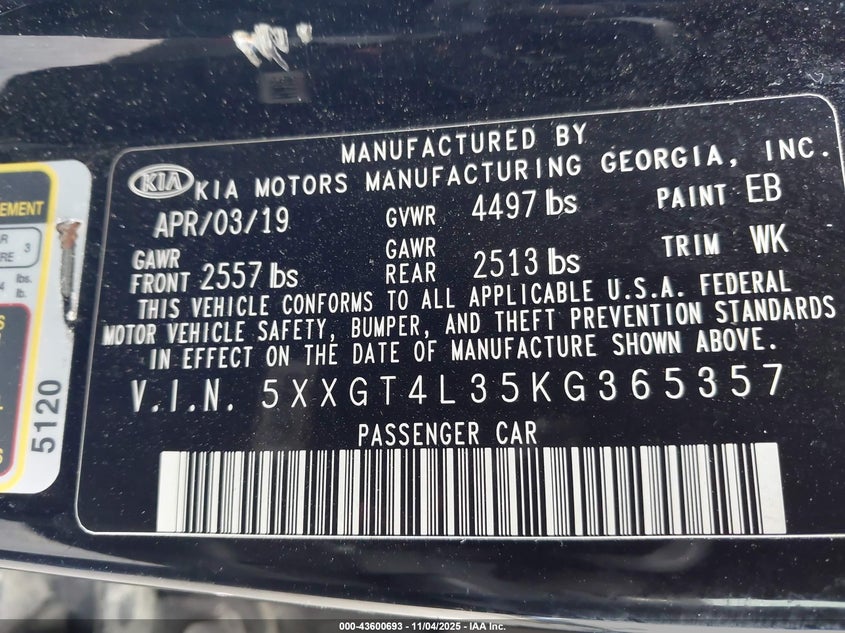 MANUFACTURED BY
KIA KIA MOTORS MANUFACTURING GEORGIA, INC.
APR/03/19 GVWR 4497 lbs PAINT EB
GAWR FRONT 2557 lbs GAWR REAR 2513 lbs TRIM WK
THIS VEHICLE CONFORMS TO ALL APPLICABLE U.S.A. FEDERAL
MOTOR VEHICLE SAFETY, BUMPER, AND THEFT PREVENTION STANDARDS
IN EFFECT ON THE DATE OF MANUFACTURE SHOWN ABOVE.
V.I.N. 5XXGT4L35KG365357
PASSENGER CAR
EMENT
3
lbs.
lb.
5120
000-43600693 - 11/04/2025 - IAA Inc.